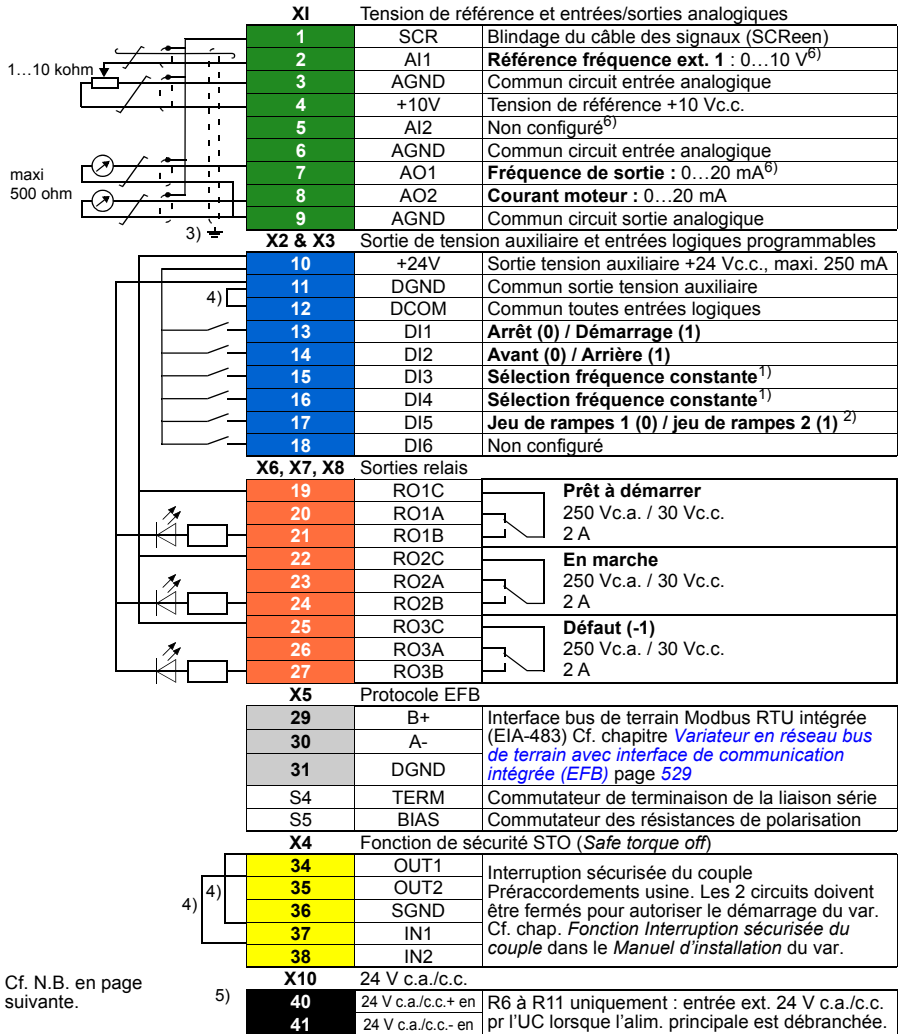 XI Tension de référence et entrées/sorties analogiques
1 SCR Blindage du câble des signaux (SCReen)
2 AI1 Référence fréquence ext. 1 : 0…10 V6)
1…10 kohm
3 AGND Commun circuit entrée analogique
4 +10V Tension de référence +10 Vc.c.
5 AI2 Non configuré6)
6 AGND Commun circuit entrée analogique
maxi
500 ohm
7 AO1 Fréquence de sortie : 0…20 mA6)
8 AO2 Courant moteur : 0…20 mA
9 AGND Commun circuit sortie analogique
3)
X2 & X3 Sortie de tension auxiliaire et entrées logiques programmables
10 +24V Sortie tension auxiliaire +24 Vc.c., maxi. 250 mA
11 DGND Commun sortie tension auxiliaire
4)
12 DCOM Commun toutes entrées logiques
13 DI1 Arrêt (0) / Démarrage (1)
14 DI2 Avant (0) / Arrière (1)
15 DI3 Sélection fréquence constante1)
16 DI4 Sélection fréquence constante1)
17 DI5 Jeu de rampes 1 (0) / jeu de rampes 2 (1) 2)
18 DI6 Non configuré
X6, X7, X8 Sorties relais
19 RO1C Prêt à démarrer
20 RO1A 250 Vc.a. / 30 Vc.c.
21 RO1B 2 A
22 RO2C En marche
23 RO2A 250 Vc.a. / 30 Vc.c.
24 RO2B 2 A
25 RO3C Défaut (-1)
26 RO3A 250 Vc.a. / 30 Vc.c.
27 RO3B 2 A
X5 Protocole EFB
29 B+
30 A-
31 DGND
Interface bus de terrain Modbus RTU intégrée
(EIA-483) Cf. chapitre Variateur en réseau bus
de terrain avec interface de communication
intégrée (EFB) page 529
S4 TERM Commutateur de terminaison de la liaison série
S5 BIAS Commutateur des résistances de polarisation
X4 Fonction de sécurité STO (Safe torque off)
34 OUT1
35 OUT2
36 SGND
37 IN1
38 IN2
4)
4)
Interruption sécurisée du couple
Préraccordements usine. Les 2 circuits doivent
être fermés pour autoriser le démarrage du var.
Cf. chap. Fonction Interruption sécurisée du
couple dans le Manuel d'installation du var.
X10 24 V c.a./c.c.
Cf. N.B. en page
suivante.
5)
40 24 V c.a./c.c.+ en R6 à R11 uniquement : entrée ext. 24 V c.a./c.c.
41 24 V c.a./c.c.- en pr l'UC lorsque l'alim. principale est débranchée.